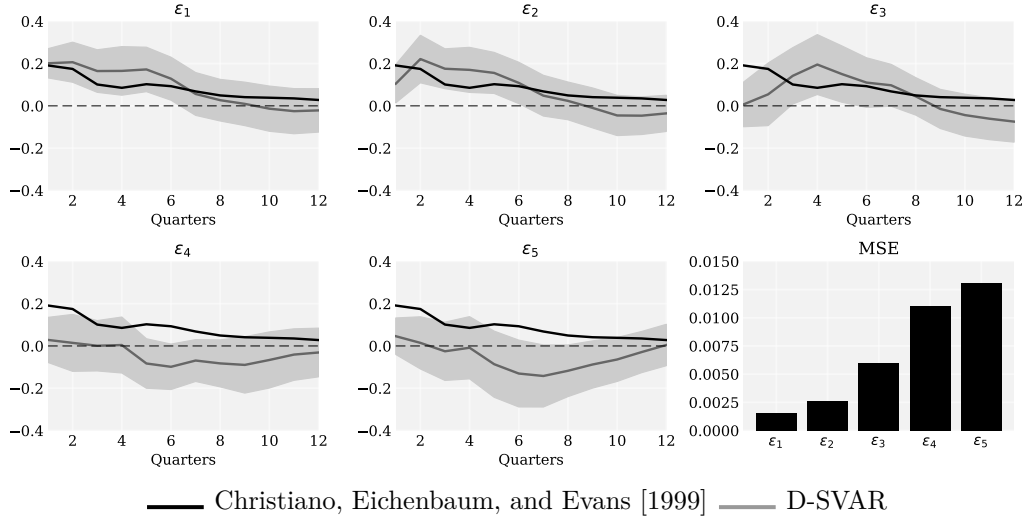 ε1
0.4
0.2
0.0
−0.2
−0.4
2 4 6 8 10 12
Quarters
ε2
0.4
0.2
0.0
−0.2
−0.4
2 4 6 8 10 12
Quarters
ε3
0.4
0.2
0.0
−0.2
−0.4
2 4 6 8 10 12
Quarters
ε4
0.4
0.2
0.0
−0.2
−0.4
2 4 6 8 10 12
Quarters
ε5
0.4
0.2
0.0
−0.2
−0.4
2 4 6 8 10 12
Quarters
MSE
0.0150
0.0125
0.0100
0.0075
0.0050
0.0025
0.0000
ε1 ε2 ε3 ε4 ε5
Christiano, Eichenbaum, and Evans [1999] D-SVAR